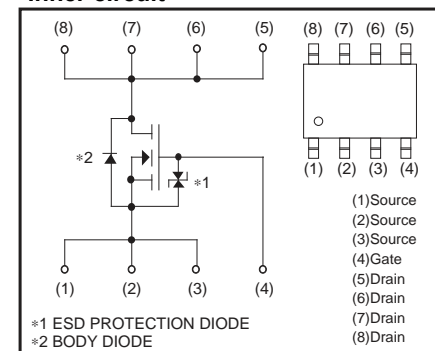 Inner circuit
(8) (7) (6) (5)
(8) (7) (6) (5)
∗2
∗1
(1) (2) (3) (4)
(1) (2) (3) (4)
(1)Source
(2)Source
(3)Source
(4)Gate
(5)Drain
(6)Drain
(7)Drain
(8)Drain
∗1 ESD PROTECTION DIODE
∗2 BODY DIODE